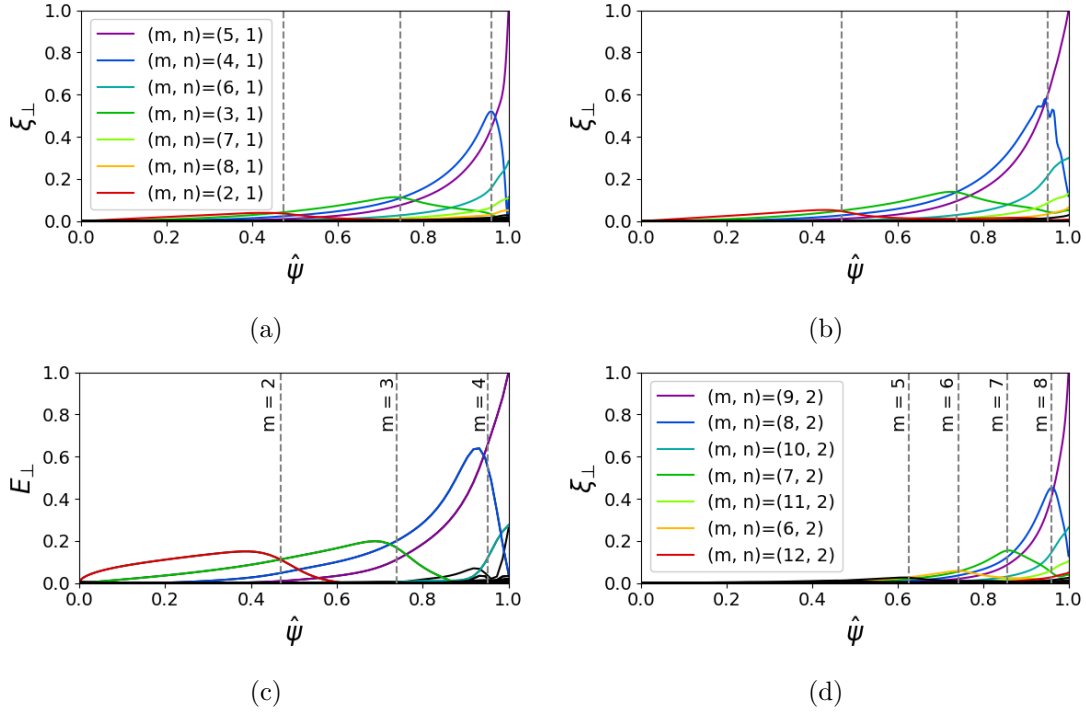 1.0
0.8
0.6
0.4
0.2
0.0
ξ⊥
(m, n)=(5, 1)
(m, n)=(4, 1)
(m, n)=(6, 1)
(m, n)=(3, 1)
(m, n)=(7, 1)
(m, n)=(8, 1)
(m, n)=(2, 1)
0.0 0.2 0.4 0.6 0.8 1.0
ψ̂
(a)
1.0
0.8
0.6
0.4
0.2
0.0
ξ⊥
0.0 0.2 0.4 0.6 0.8 1.0
ψ̂
(b)
1.0
0.8
0.6
0.4
0.2
0.0
E⊥
m = 2
m = 3
m = 4
0.0 0.2 0.4 0.6 0.8 1.0
ψ̂
(c)
1.0
0.8
0.6
0.4
0.2
0.0
ξ⊥
(m, n)=(9, 2)
(m, n)=(8, 2)
(m, n)=(10, 2)
(m, n)=(7, 2)
(m, n)=(11, 2)
(m, n)=(6, 2)
(m, n)=(12, 2)
m = 5
m = 6
m = 7
m = 8
0.0 0.2 0.4 0.6 0.8 1.0
ψ̂
(d)